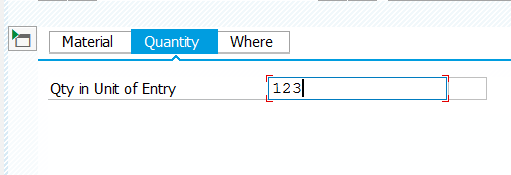 Material Quantity Where
Qty in Unit of Entry 123